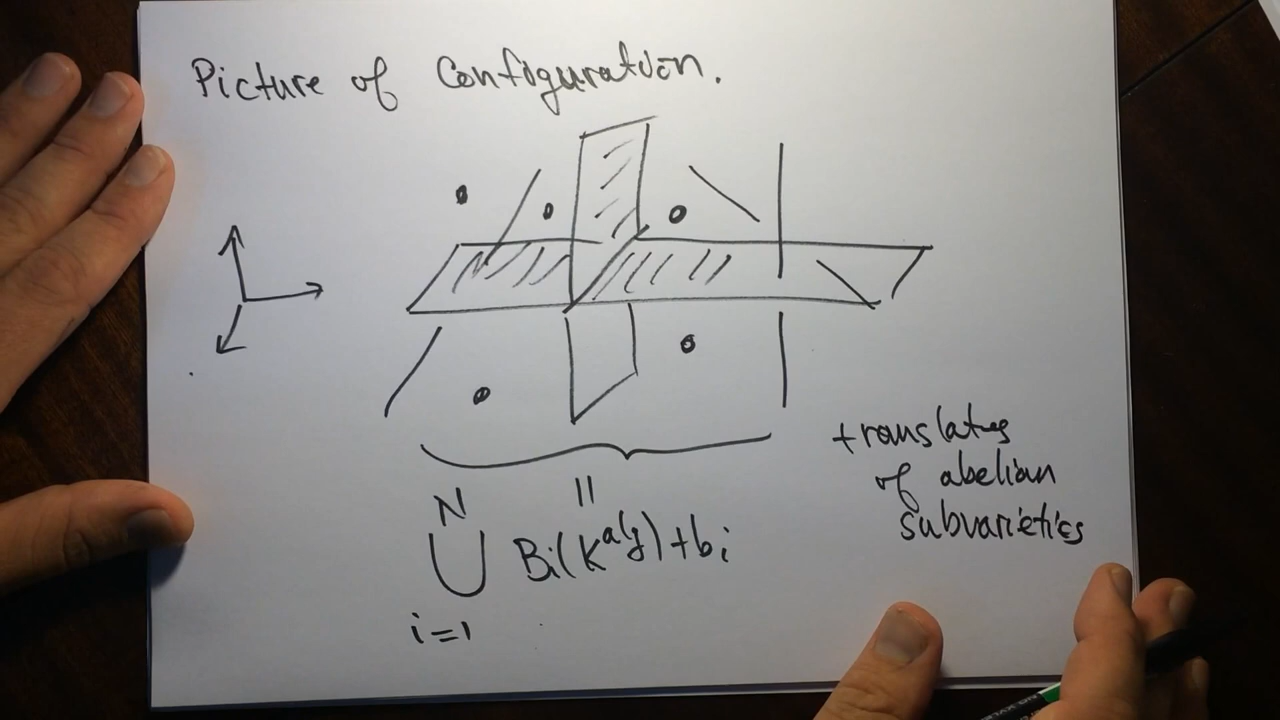 Picture of Configuration.
N
॥
⋃ Bi(K^alg)+bi
i=1
translates
of abelian
subvarieties